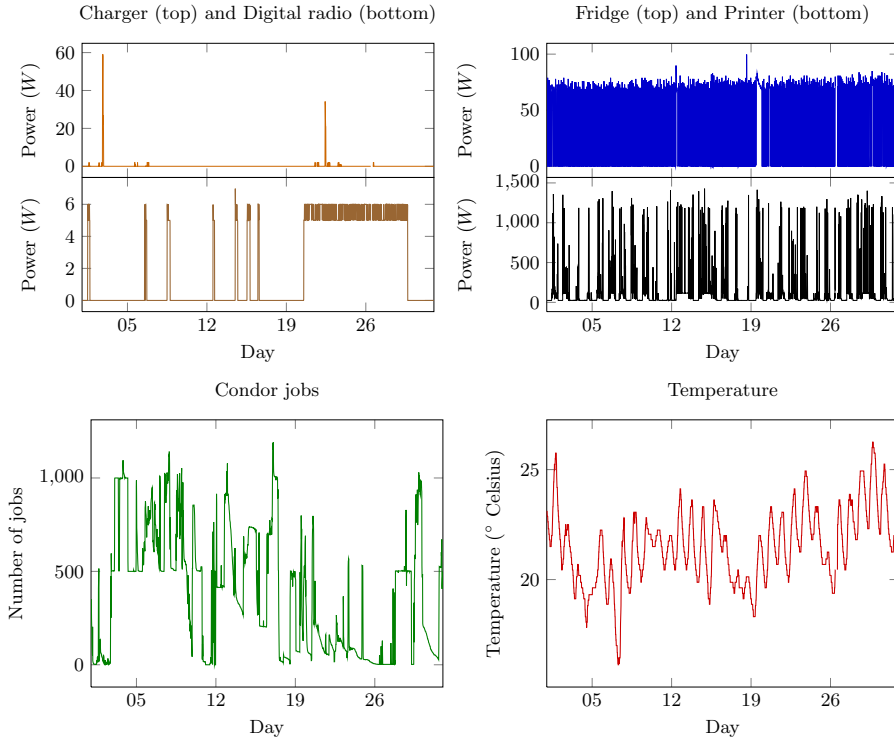 Charger (top) and Digital radio (bottom)
Fridge (top) and Printer (bottom)
60
40
20
0
Power (W)
6
4
2
0
Power (W)
05 12 19 26
Day
100
50
0
Power (W)
1,500
1,000
500
0
Power (W)
05 12 19 26
Day
Condor jobs
Temperature
1,000
500
0
Number of jobs
05 12 19 26
Day
25
20
Temperature (° Celsius)
05 12 19 26
Day